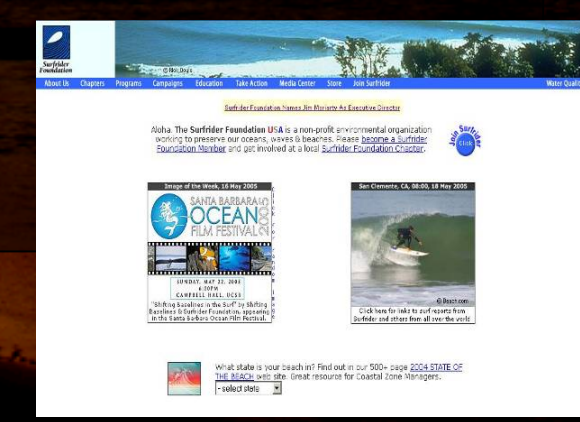 Surfrider
Foundation
About Us Chapters Programs Campaigns Education Take Action Media Center Store Join Surfrider Water Quali
Surfrider Foundation Names Jim Moriarty As Executive Director
Aloha. The Surfrider Foundation USA is a non-profit environmental organization
working to preserve our oceans, waves & beaches. Please become a Surfrider
Foundation Member and get involved at a local Surfrider Foundation Chapter.
Join Surfrider
Click
Image of the Week, 16 May 2005
SANTA BARBARA
OCEAN
FILM FESTIVAL
2005
SUNDAY, MAY 22, 2005
6:30PM
CAMPBELL HALL, UCSB
"Shifting Baselines in the Surf" by Shifting
Baselines & Surfrider Foundation, appearing
in the Santa Barbara Ocean Film Festival.
San Clemente, CA, 08:00, 18 May 2005
Click here for links to surf reports from
Surfrider and others from all over the world
What state is your beach in? Find out in our 500+ page 2004 STATE OF
THE BEACH web site. Great resource for Coastal Zone Managers.
- select state